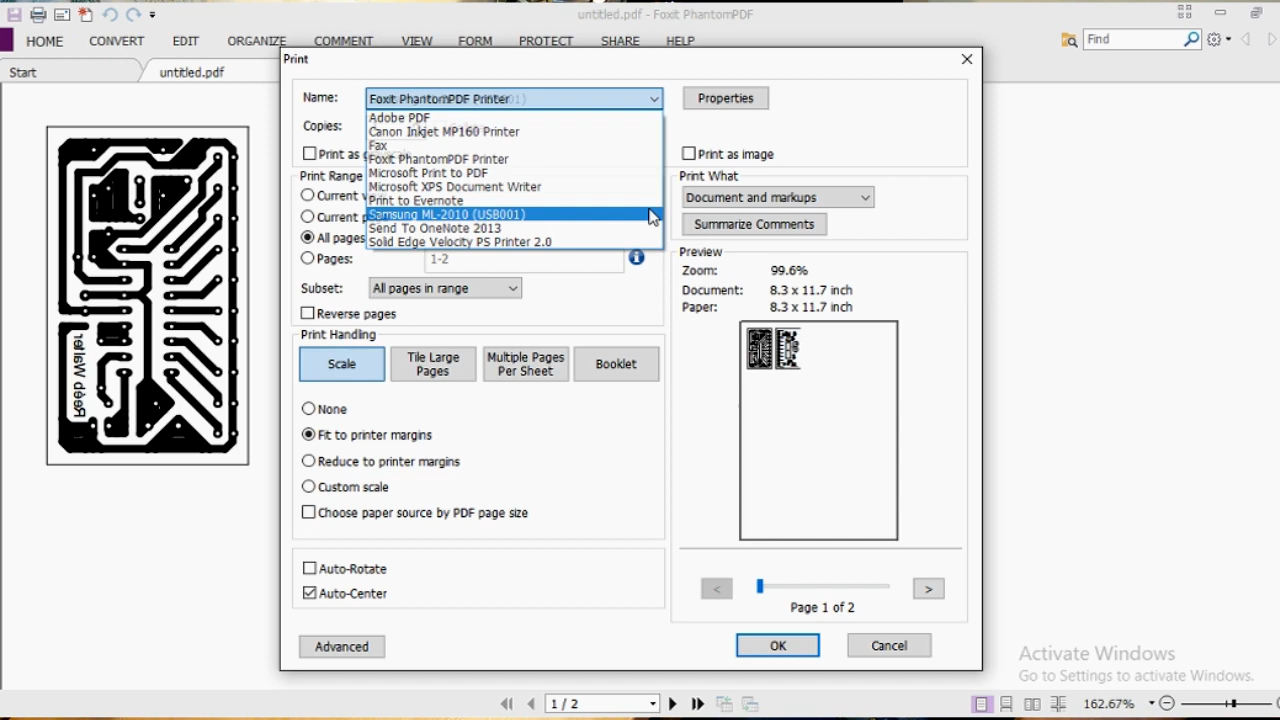 untitled.pdf - Foxit PhantomPDF
HOME CONVERT EDIT ORGANIZE COMMENT VIEW FORM PROTECT SHARE HELP
Find
Start untitled.pdf
Print
Name: Foxit PhantomPDF Printer Properties
Adobe PDF
Copies:
Canon Inkjet MP160 Printer
Fax
Print as Print as image
Foxit PhantomPDF Printer
Microsoft Print to PDF
Print Range Print What
Microsoft XPS Document Writer
Current Document and markups
Print to Evernote
Current
Samsung ML-2010 (USB001)
Summarize Comments
Send To OneNote 2013
All pages
Solid Edge Velocity PS Printer 2.0
Pages: 1-2
Preview
Zoom: 99.6%
Document: 8.3 x 11.7 inch
Paper: 8.3 x 11.7 inch
Subset: All pages in range
Reverse pages
Print Handling
Scale Tile Large Pages Multiple Pages Per Sheet Booklet
None
Fit to printer margins
Reduce to printer margins
Custom scale
Choose paper source by PDF page size
Auto-Rotate
Auto-Center
< >
Page 1 of 2
Advanced OK Cancel
Activate Windows
Go to Settings to activate Windows.
1 / 2 162.67%